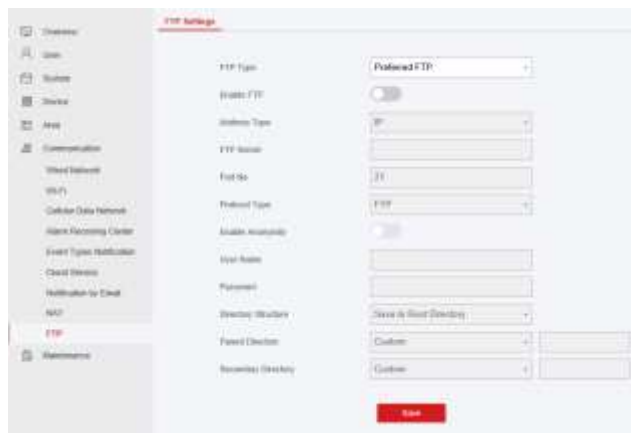 Overview
User
System
Device
Area
Communication
Wired Network
Wi-Fi
Cellular Data Network
Alarm Receiving Center
Event Types Notification
Cloud Service
Notification by Email
NAT
FTP
Maintenance
FTP Settings
FTP Type
Preferred FTP
Enable FTP
Address Type
IP
FTP Server
Port No.
21
Protocol Type
FTP
Enable Anonymity
User Name
Password
Directory Structure
Save in Root Directory
Parent Directory
Custom
Secondary Directory
Custom
Save